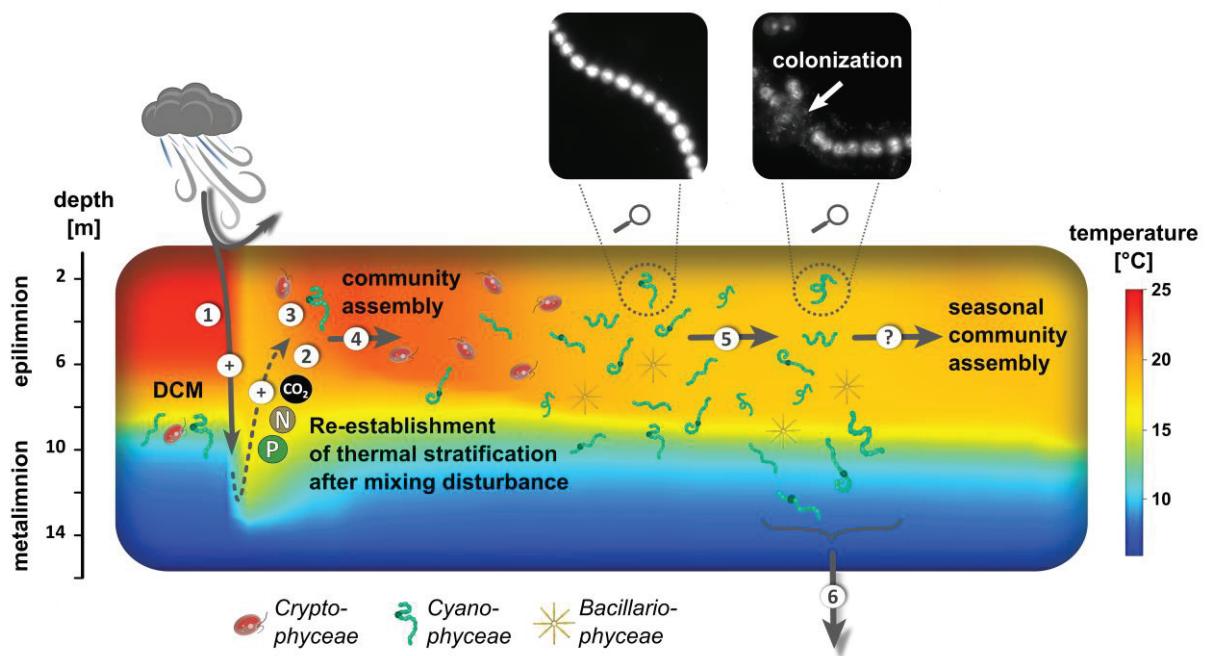 colonization
depth
[m]
temperature
[°C]
epilimnion
metalimnion
2
6
10
14
1
+
DCM
3
2
+
CO2
N
P
community
assembly
4
Re-establishment
of thermal stratification
after mixing disturbance
5
?
seasonal
community
assembly
6
25
20
15
10
Crypto-
phyceae
Cyano-
phyceae
Bacillario-
phyceae